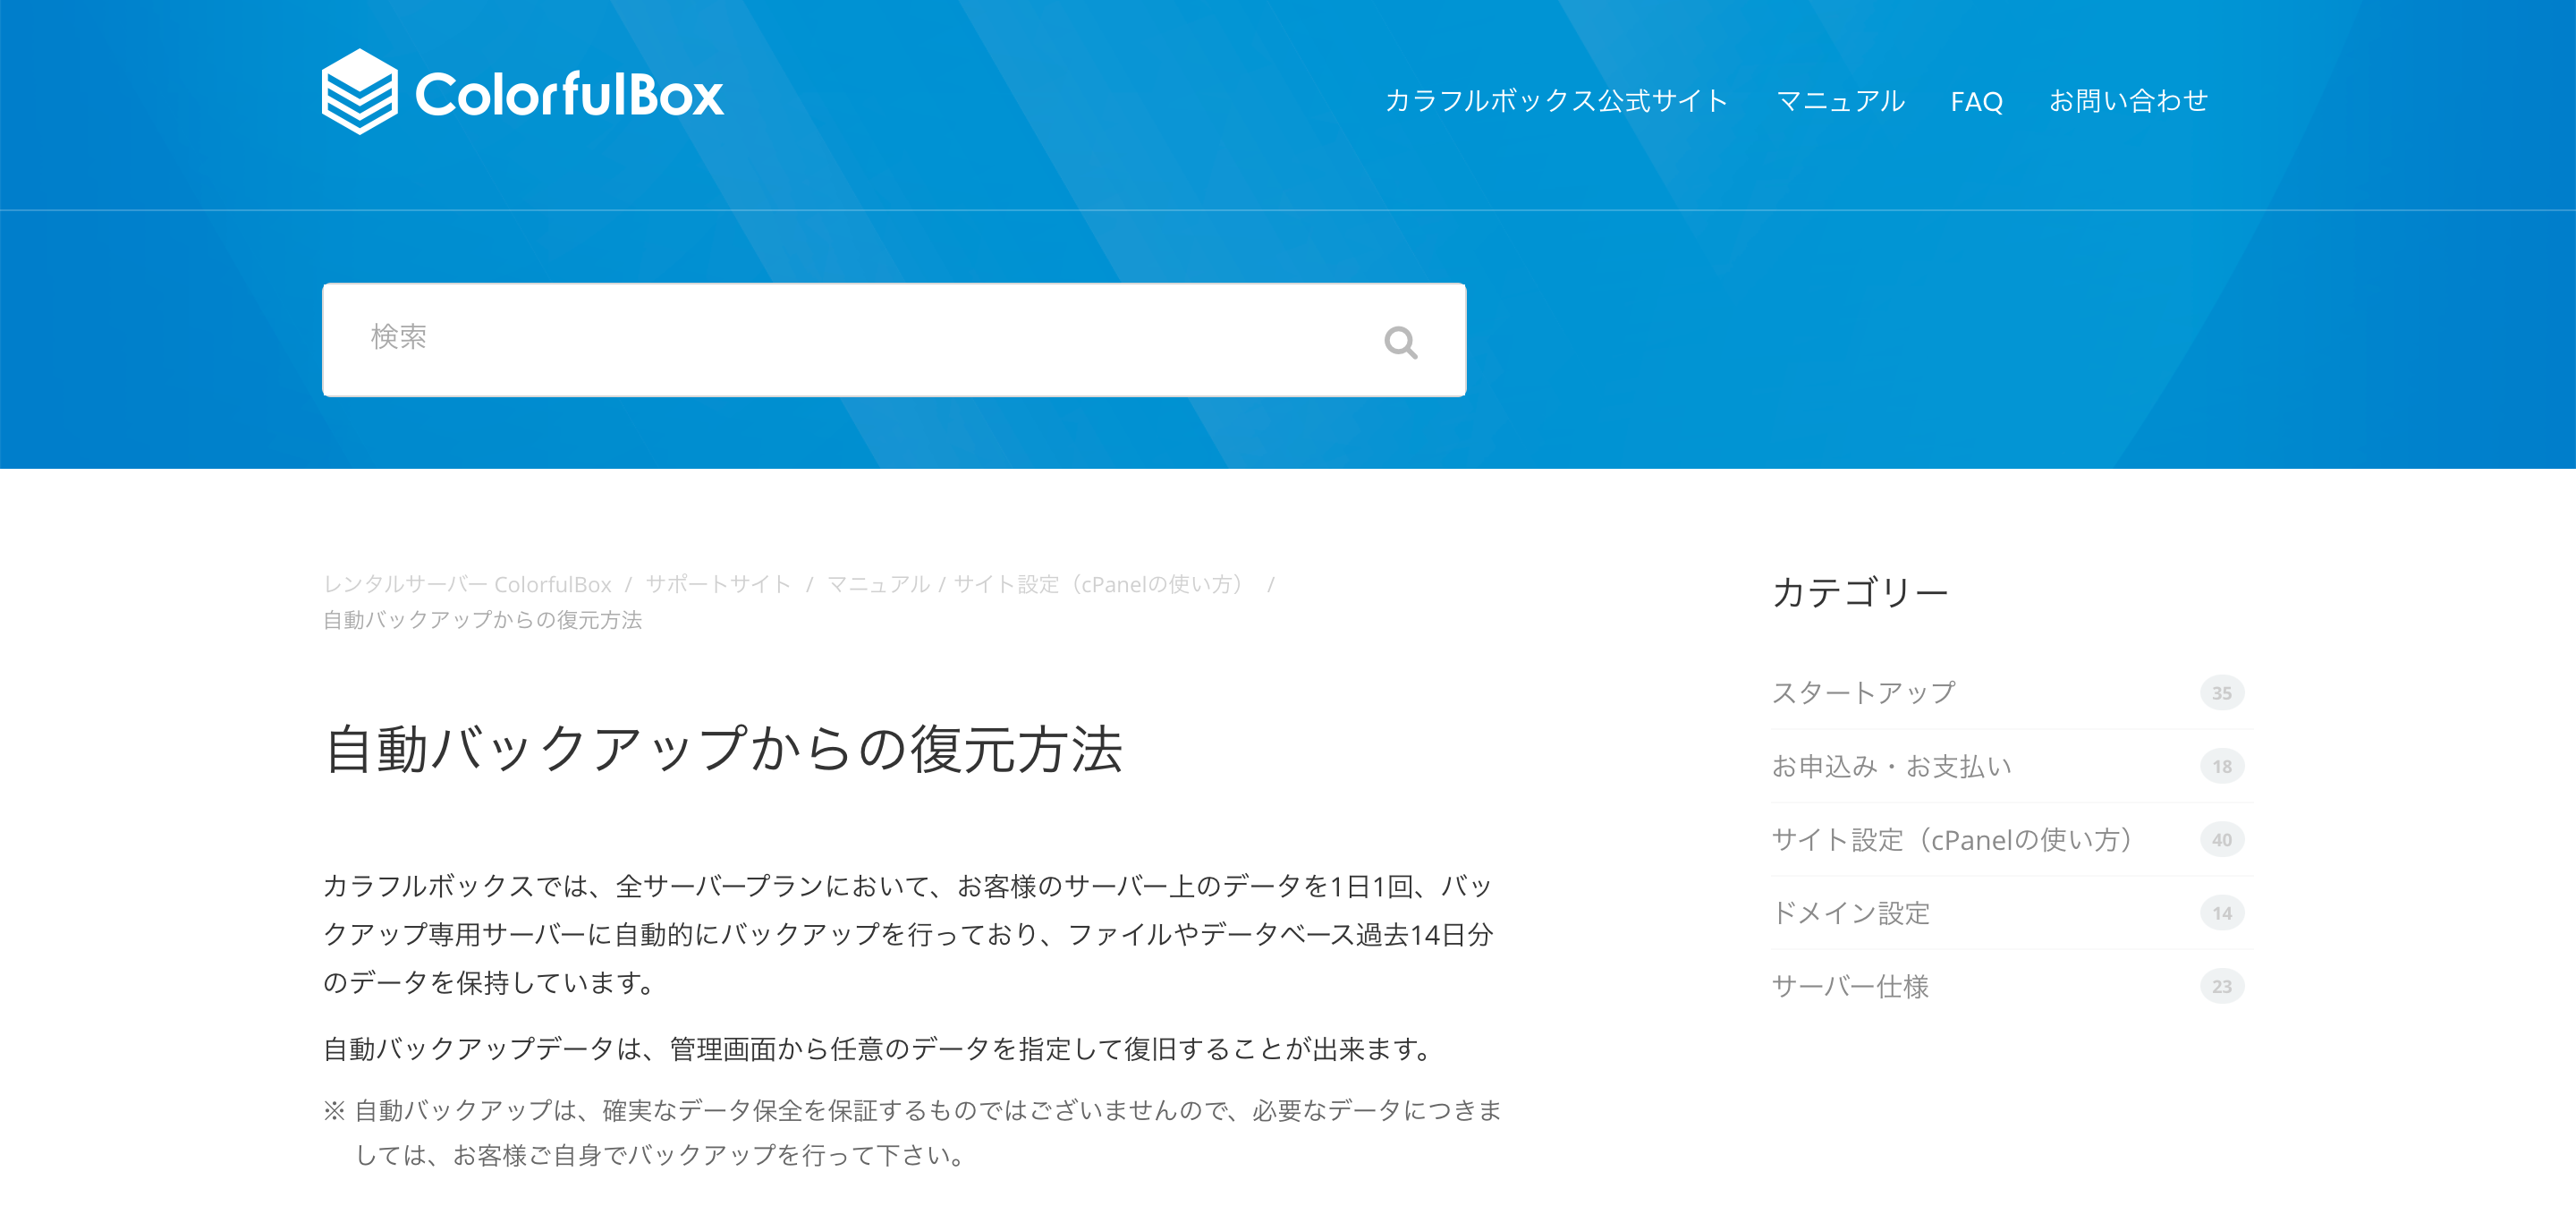 ColorfulBox
カラフルボックス公式サイト マニュアル FAQ お問い合わせ
検索
レンタルサーバー ColorfulBox / サポートサイト / マニュアル / サイト設定（cPanelの使い方） /
自動バックアップからの復元方法
自動バックアップからの復元方法
カラフルボックスでは、全サーバープランにおいて、お客様のサーバー上のデータを1日1回、バッ
クアップ専用サーバーに自動的にバックアップを行っており、ファイルやデータベース過去14日分
のデータを保持しています。
自動バックアップデータは、管理画面から任意のデータを指定して復旧することが出来ます。
※ 自動バックアップは、確実なデータ保全を保証するものではございませんので、必要なデータにつきま
しては、お客様ご自身でバックアップを行って下さい。
カテゴリー
スタートアップ 35
お申込み・お支払い 18
サイト設定（cPanelの使い方） 40
ドメイン設定 14
サーバー仕様 23